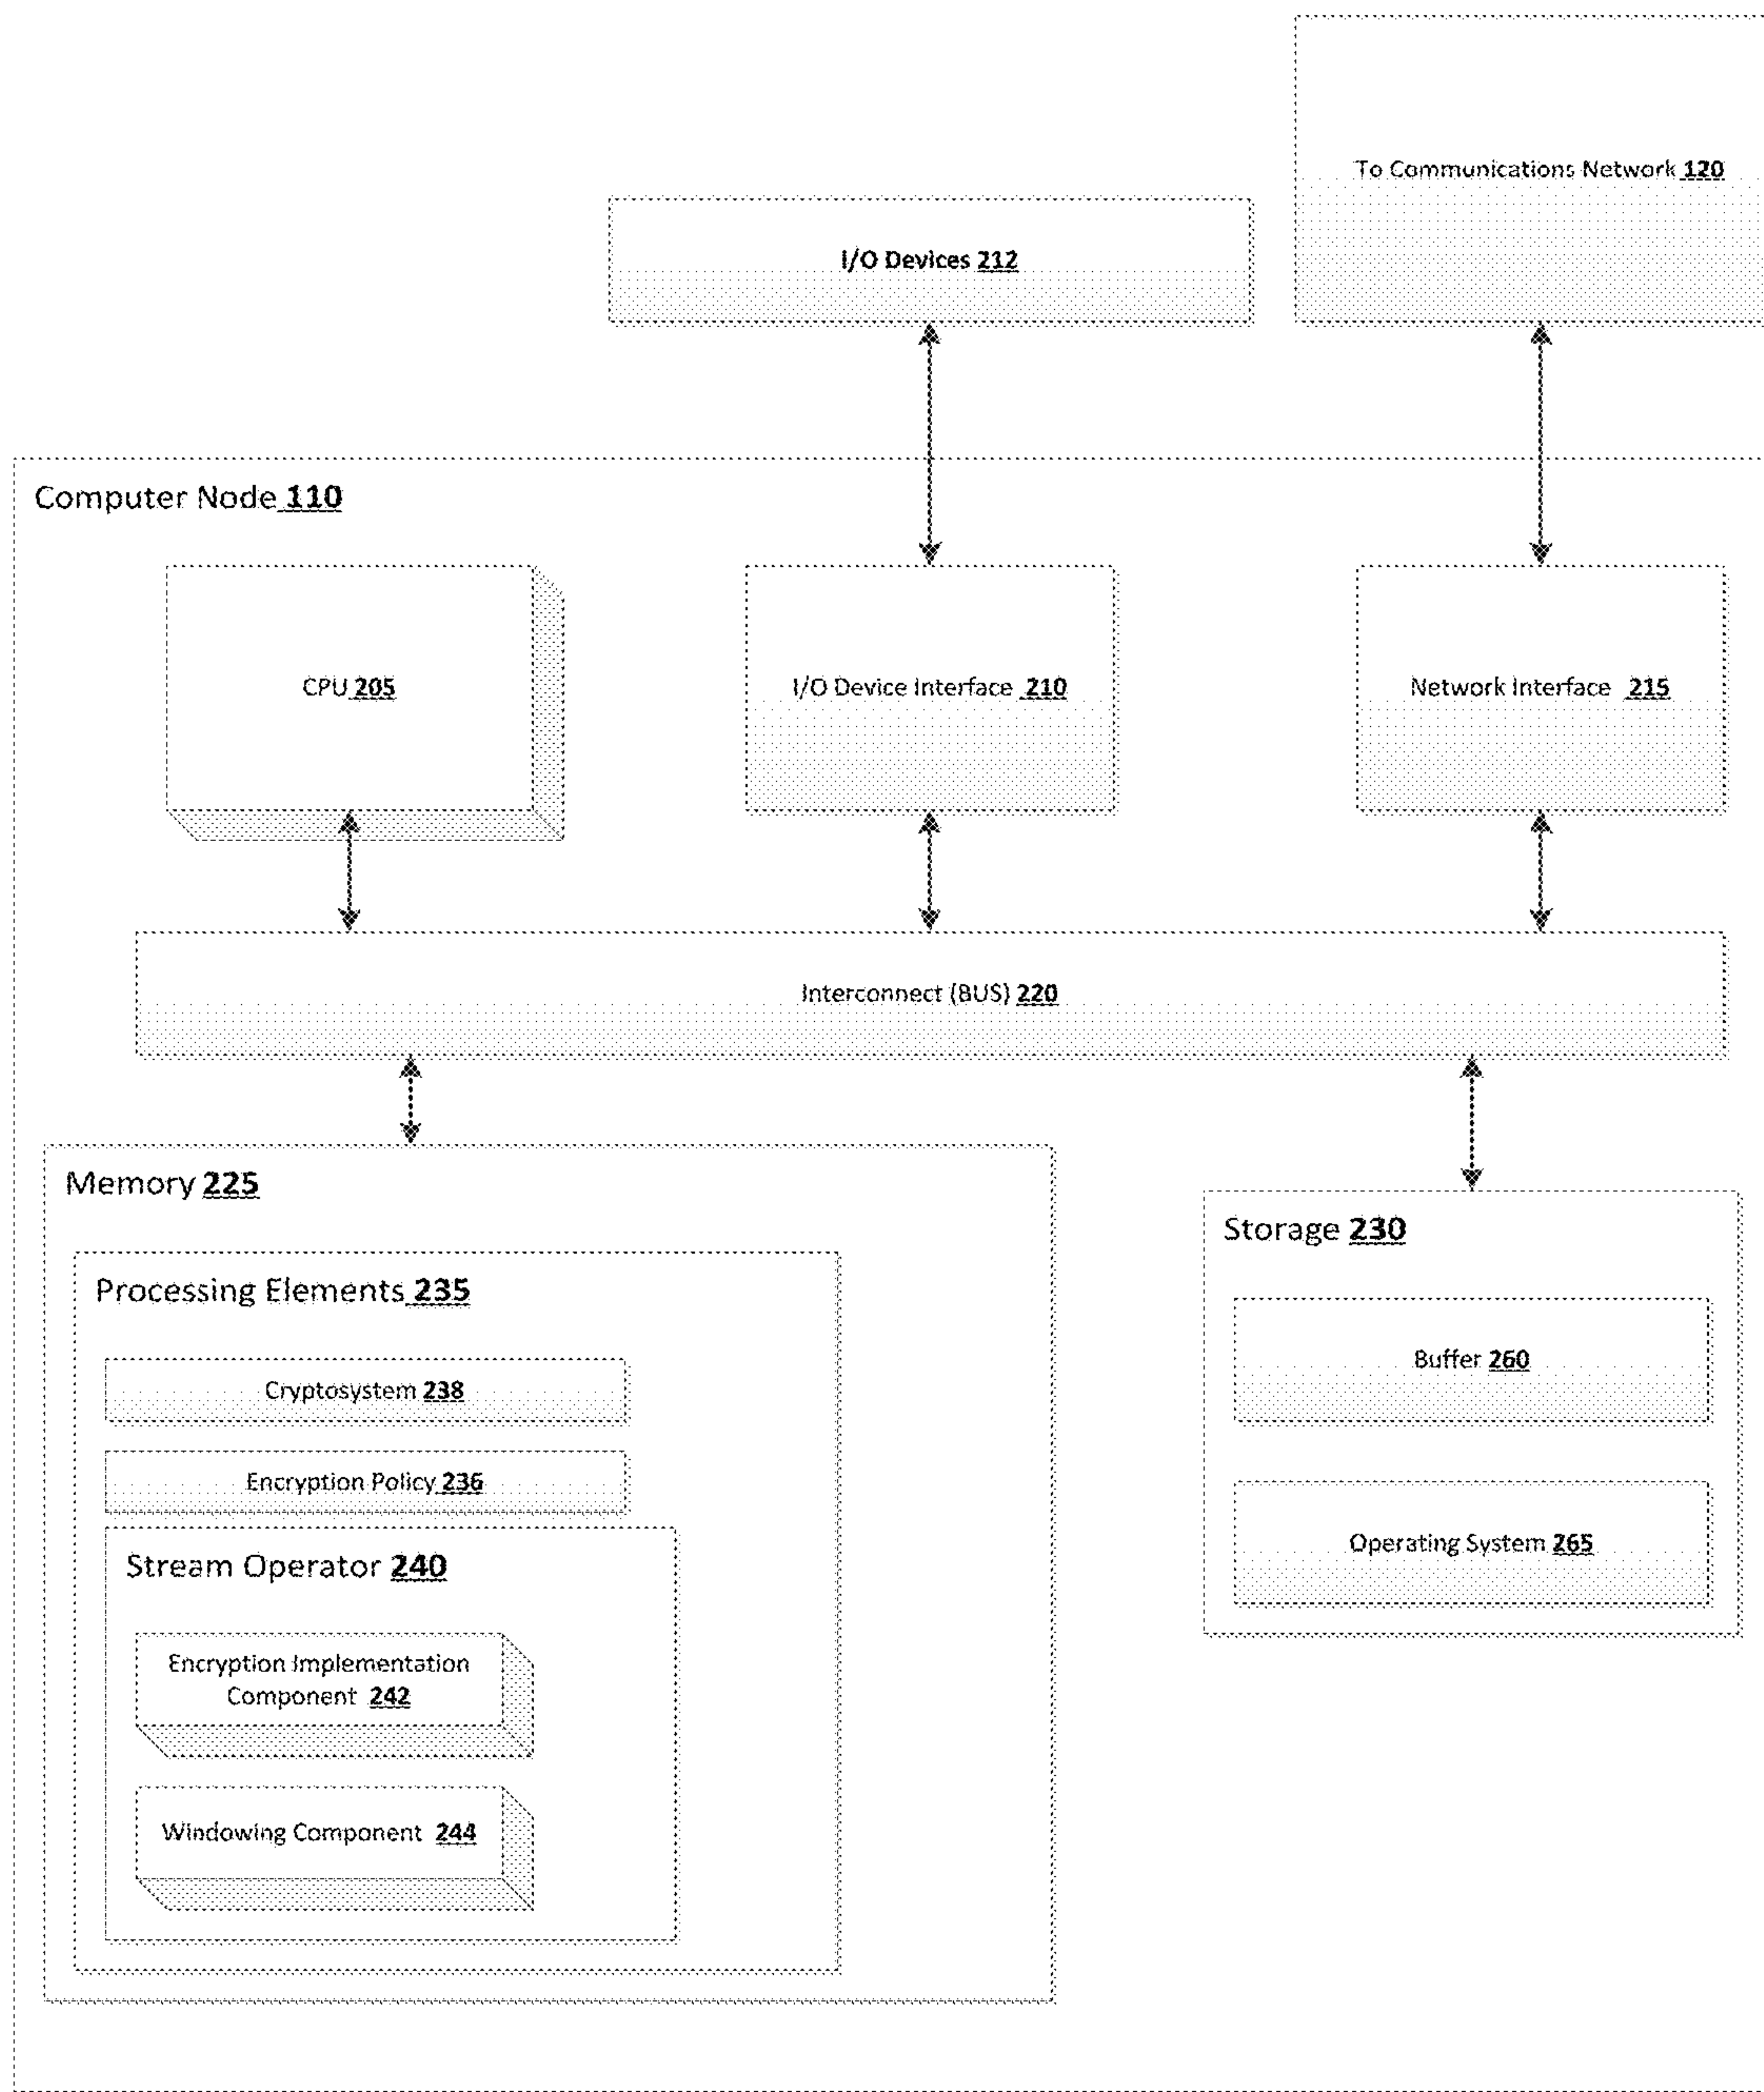 To Communications Network 120
I/O Devices 212
Computer Node 110
CPU 205
I/O Device Interface 210
Network Interface 215
Interconnect (BUS) 220
Memory 225
Storage 230
Processing Elements 235
Buffer 260
Cryptosystem 238
Encryption Policy 236
Operating System 265
Stream Operator 240
Encryption Implementation
Component 242
Windowing Component 244